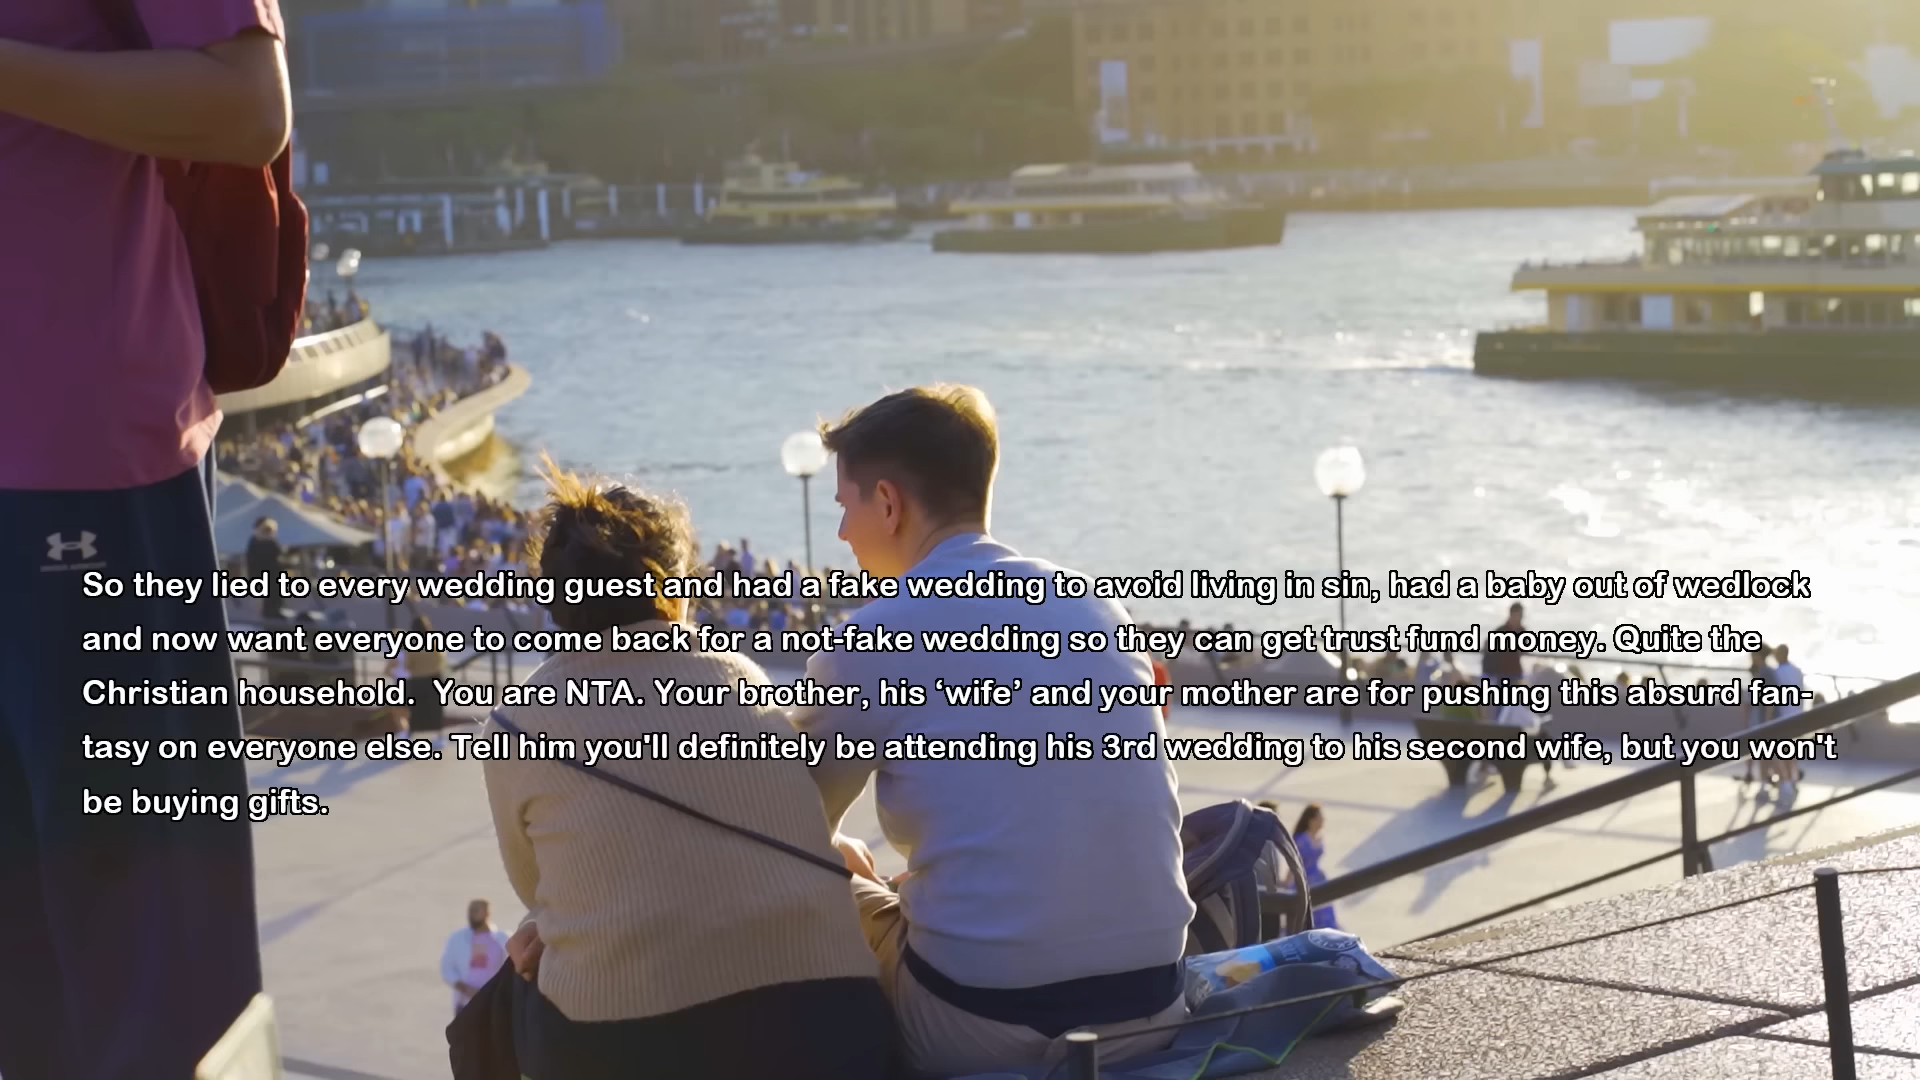 So they lied to every wedding guest and had a fake wedding to avoid living in sin, had a baby out of wedlock
and now want everyone to come back for a not-fake wedding so they can get trust fund money. Quite the
Christian household.  You are NTA. Your brother, his ‘wife’ and your mother are for pushing this absurd fan-
tasy on everyone else. Tell him you'll definitely be attending his 3rd wedding to his second wife, but you won't
be buying gifts.